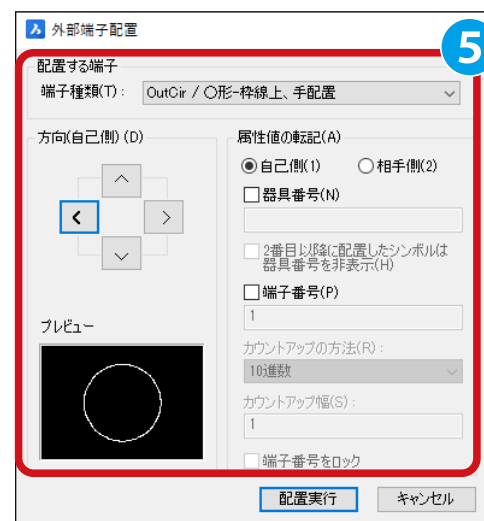 外部端子配置
5
配置する端子
端子種類(T)： OutCir / ○形-枠線上、手配置
方向(自己側) (D)
属性値の転記(A)
自己側(1) 相手側(2)
器具番号(N)
2番目以降に配置したシンボルは
器具番号を非表示(H)
端子番号(P)
1
プレビュー
カウントアップの方法(R)：
10進数
カウントアップ幅(S)：
1
端子番号をロック
配置実行 キャンセル